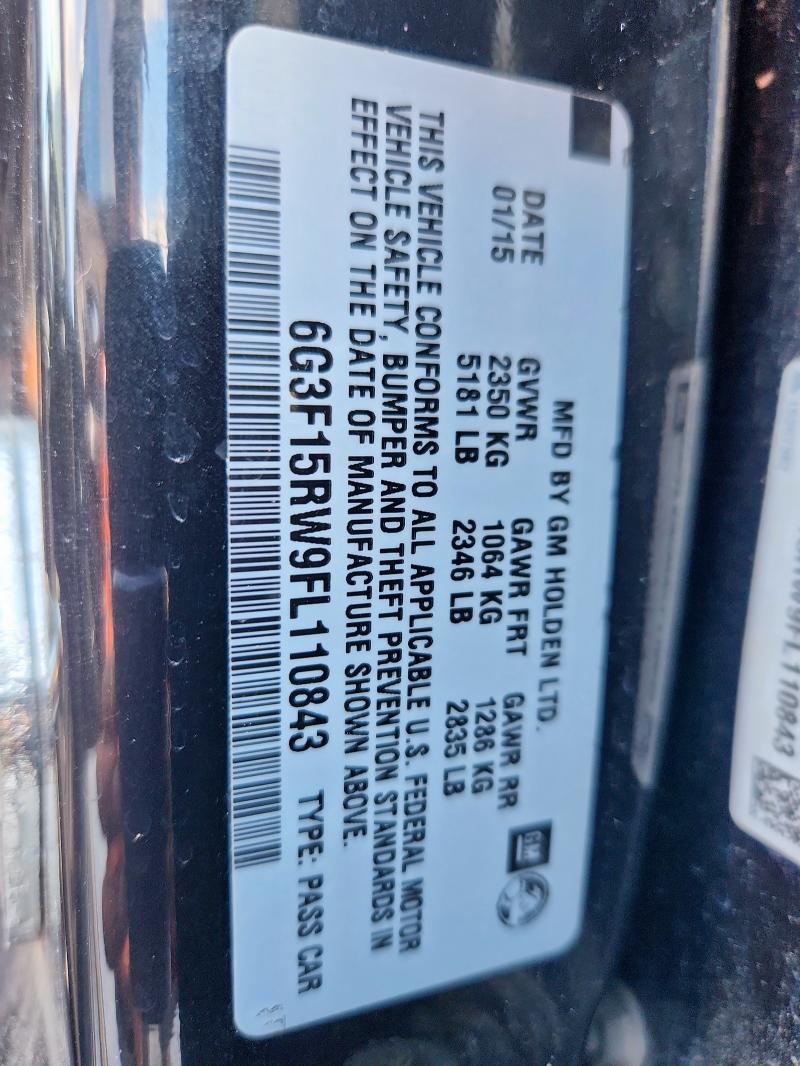 MFD BY GM HOLDEN LTD.
DATE GVWR GAWR FRT GAWR RR
01/15 2350 KG 1064 KG 1286 KG
5181 LB 2346 LB 2835 LB
GM
THIS VEHICLE CONFORMS TO ALL APPLICABLE U.S. FEDERAL MOTOR
VEHICLE SAFETY, BUMPER AND THEFT PREVENTION STANDARDS IN
EFFECT ON THE DATE OF MANUFACTURE SHOWN ABOVE.
6G3F15RW9FL110843 TYPE: PASS CAR
W9FL110843